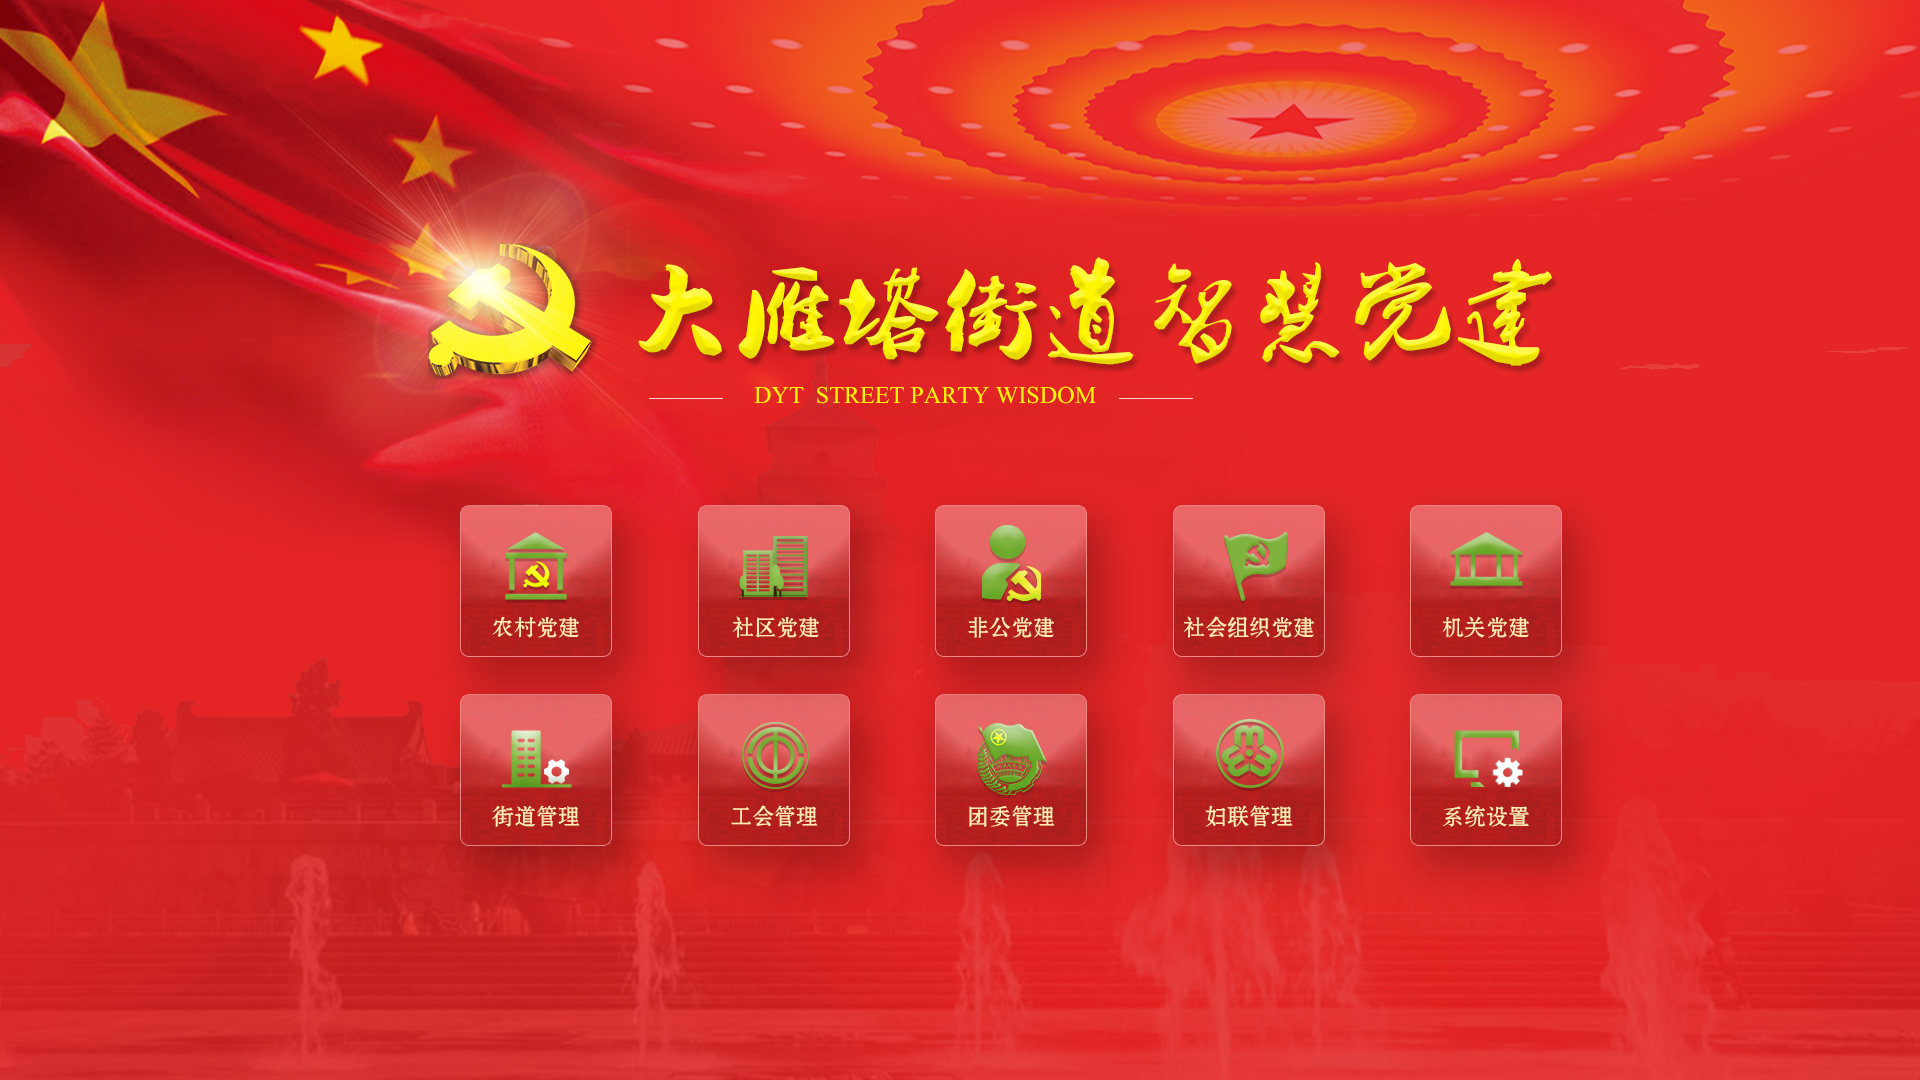 大雁塔街道智慧党建
DYT STREET PARTY WISDOM
农村党建
社区党建
非公党建
社会组织党建
机关党建
街道管理
工会管理
团委管理
妇联管理
系统设置